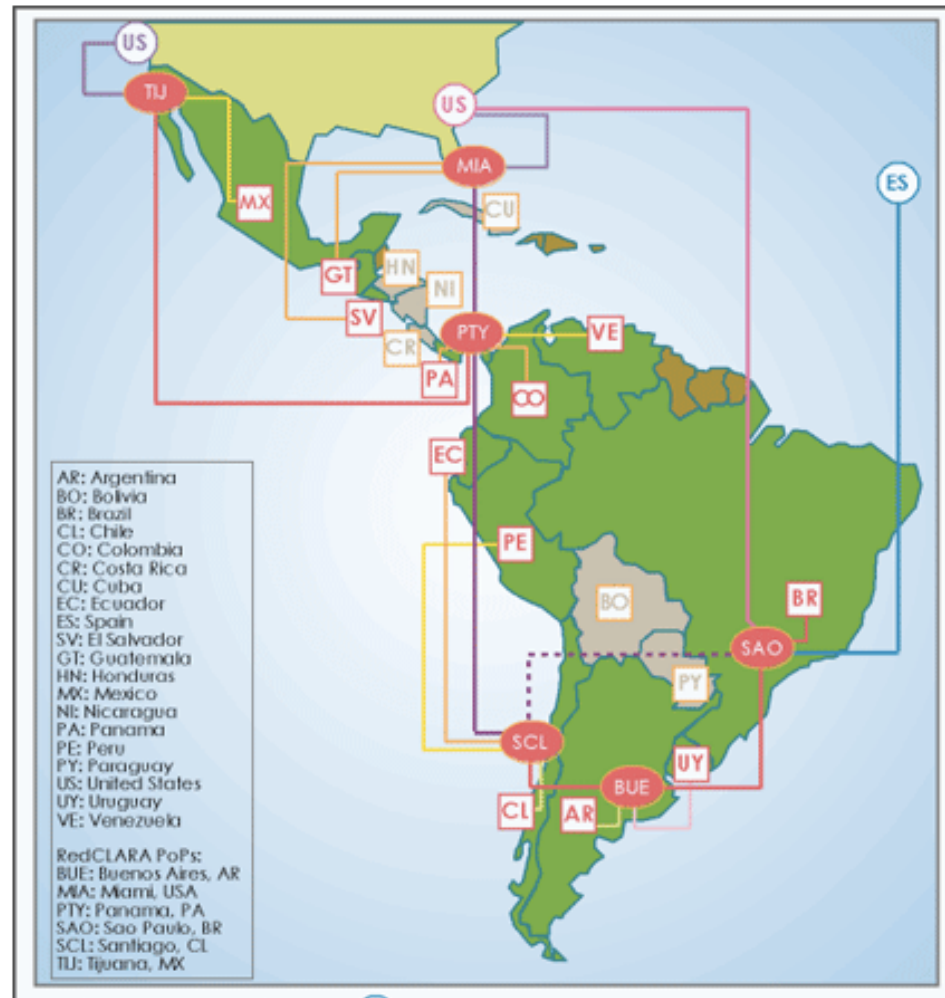 US
TIJ
US
MIA
ES
MX
CU
HN
GT
NI
SV
PTY
VE
CR
PA
CO
EC
PE
BO
BR
SAO
PY
SCL
UY
BUE
CL
AR
AR: Argentina
BO: Bolivia
BR: Brazil
CL: Chile
CO: Colombia
CR: Costa Rica
CU: Cuba
EC: Ecuador
ES: Spain
SV: El Salvador
GT: Guatemala
HN: Honduras
MX: Mexico
NI: Nicaragua
PA: Panama
PE: Peru
PY: Paraguay
US: United States
UY: Uruguay
VE: Venezuela
RedCLARA PoPs:
BUE: Buenos Aires, AR
MIA: Miami, USA
PTY: Panama, PA
SAO: Sao Paulo, BR
SCL: Santiago, CL
TIJ: Tijuana, MX